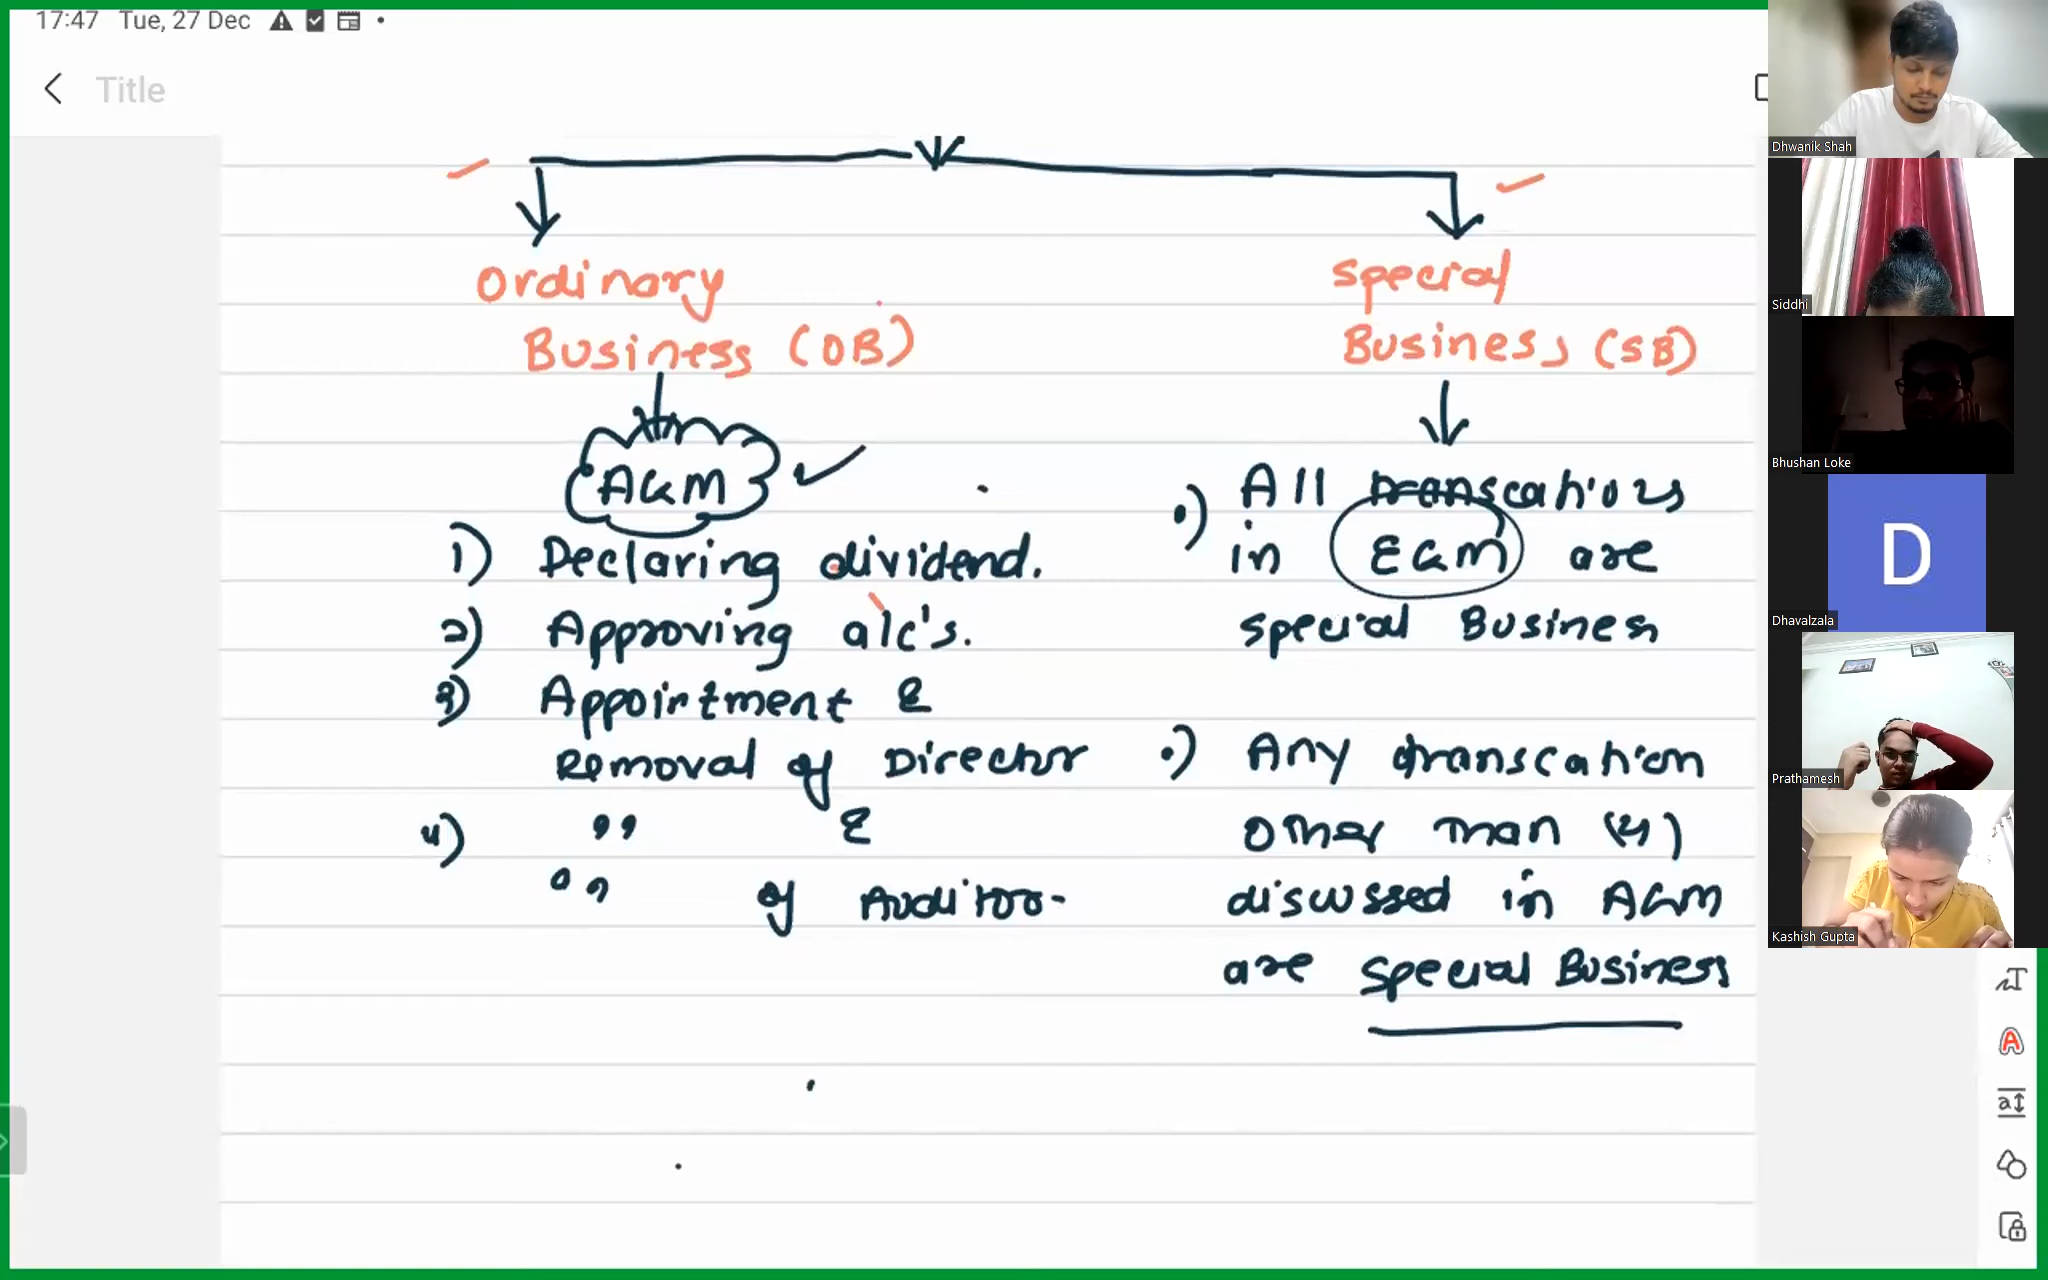 17:47 Tue, 27 Dec
Title
Ordinary
Business (OB)
AGM
1) Declaring dividend.
2) Approving a/c's.
3) Appointment &
Removal of Director
4) " &
" of Auditor.
Special
Business (SB)
•) All transcations
in EGM are
special Business
•) Any transcation
other than (4)
discussed in AGM
are special Business
Dhwanik Shah
Siddhi
Bhushan Loke
D
Dhavalzala
Prathamesh
Kashish Gupta